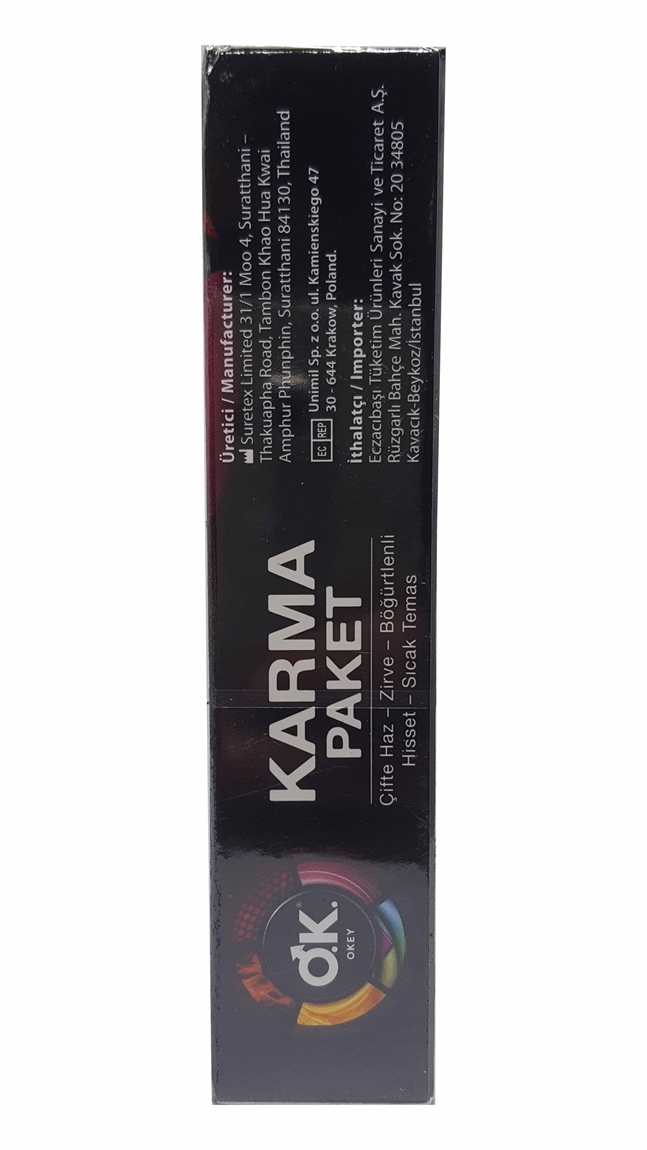 O.K.®
OKEY
KARMA
PAKET
Çifte Haz – Zirve – Böğürtlenli
Hisset – Sıcak Temas
Üretici / Manufacturer:
Suretex Limited 31/1 Moo 4, Suratthani –
Thakuapha Road, Tambon Khao Hua Kwai
Amphur Phunphin, Suratthani 84130, Thailand
EC REP Unimil Sp. z o.o. ul. Kamienskiego 47
30 - 644 Krakow, Poland.
İthalatçı / Importer:
Eczacıbaşı Tüketim Ürünleri Sanayi ve Ticaret A.Ş.
Rüzgarlı Bahçe Mah. Kavak Sok. No: 20 34805
Kavacık-Beykoz/İstanbul